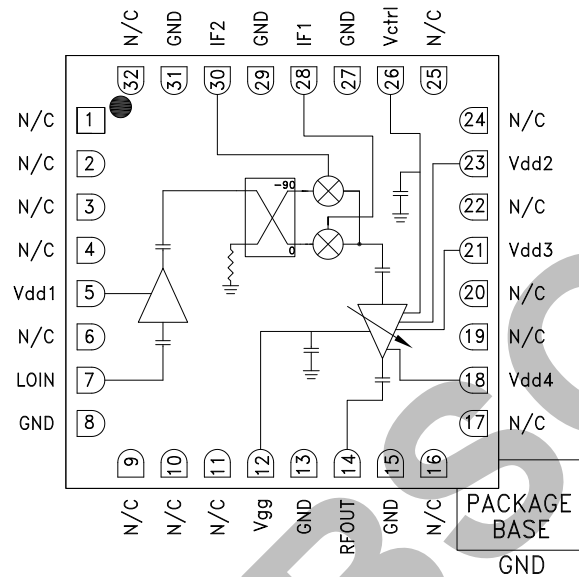 N/C GND IF2 GND IF1 GND Vctrl N/C
32 31 30 29 28 27 26 25
N/C 1
24 N/C
N/C 2
23 Vdd2
-90
N/C 3
22 N/C
N/C 4
0
21 Vdd3
Vdd1 5
20 N/C
N/C 6
19 N/C
LOIN 7
18 Vdd4
GND 8
17 N/C
9 10 11 12 13 14 15 16
N/C N/C N/C Vgg GND RFOUT GND N/C
PACKAGE
BASE
GND